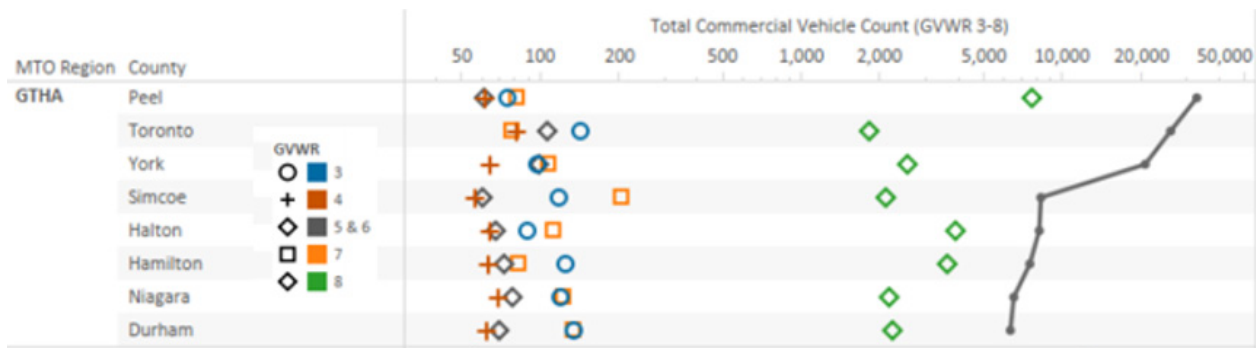 Total Commercial Vehicle Count (GVWR 3-8)
50 100 200 1,000 2,000 5,000 10,000 20,000 50,000
MTO Region County
GTHA Peel
Toronto
York
Simcoe
Halton
Hamilton
Niagara
Durham
GVWR
3
4
5 & 6
7
8